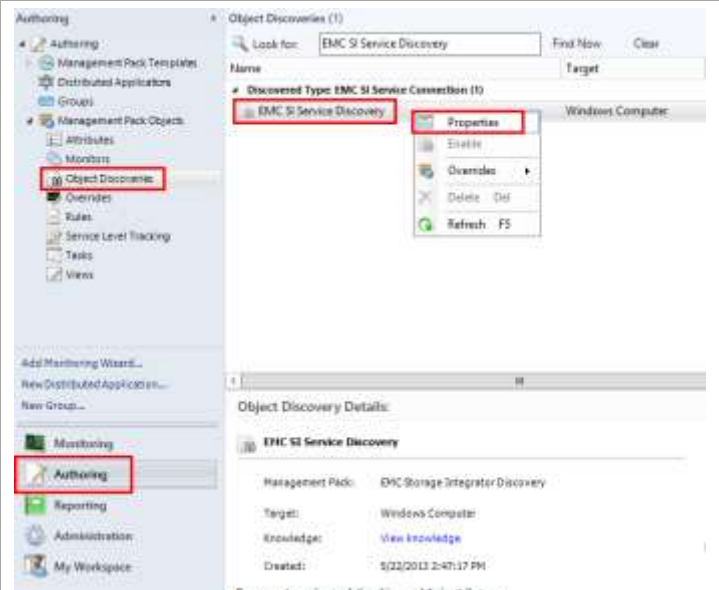 Authoring
Authoring
Management Pack Templates
Distributed Applications
Groups
Management Pack Objects
Attributes
Monitors
Object Discoveries
Overrides
Rules
Service Level Tracking
Tasks
Views
Add Monitoring Wizard...
New Distributed Application...
New Group...
Monitoring
Authoring
Reporting
Administration
My Workspace
Object Discoveries (1)
Look for: EMC SI Service Discovery Find Now Clear
Name Target
Discovered Type: EMC SI Service Connection (1)
EMC SI Service Discovery Windows Computer
Properties
Enable
Overrides
Delete Del
Refresh F5
Object Discovery Details:
EMC SI Service Discovery
Management Pack: EMC Storage Integrator Discovery
Target: Windows Computer
Knowledge: View knowledge
Created: 5/22/2013 2:47:17 PM